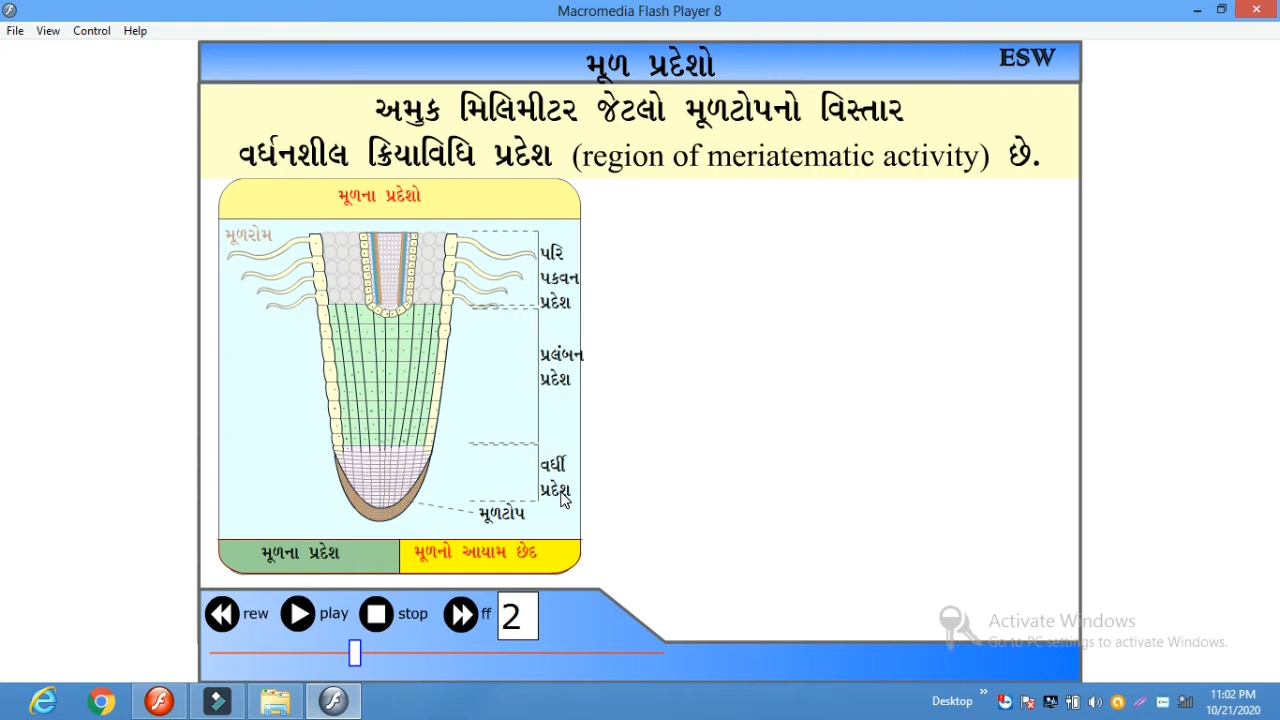 Macromedia Flash Player 8
File View Control Help
મૂળ પ્રદેશો
ESW
અમુક મિલિમીટર જેટલો મૂળટોપનો વિસ્તાર
વર્ધનશીલ ક્રિયાવિધિ પ્રદેશ (region of meriatematic activity) છે.
મૂળના પ્રદેશો
મૂળરોમ
પરિ
પકવન
પ્રદેશ
પ્રલંબન
પ્રદેશ
વર્ધી
પ્રદેશ
મૂળટોપ
મૂળના પ્રદેશ
મૂળનો આયામ છેદ
rew play stop ff 2
Activate Windows
Go to PC settings to activate Windows.
Desktop
11:02 PM
10/21/2020